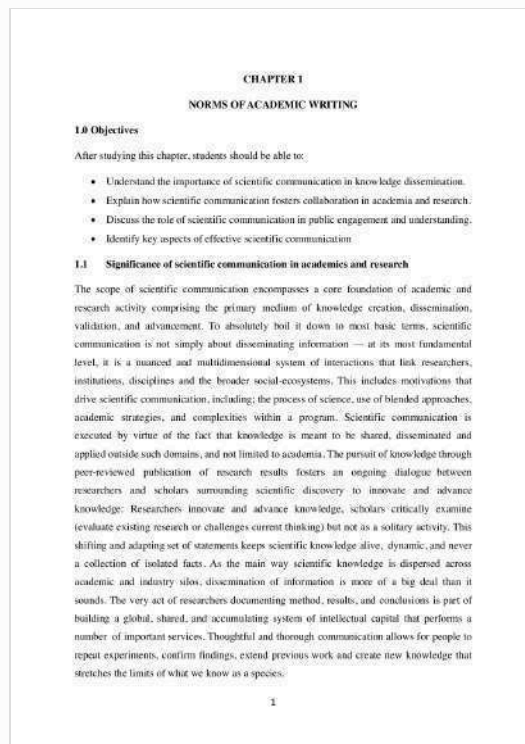 CHAPTER 1
NORMS OF ACADEMIC WRITING
1.0 Objectives
After studying this chapter, students should be able to:
• Understand the importance of scientific communication in knowledge dissemination.
• Explain how scientific communication fosters collaboration in academia and research.
• Discuss the role of scientific communication in public engagement and understanding.
• Identify key aspects of effective scientific communication
1.1 Significance of scientific communication in academics and research
The scope of scientific communication encompasses a core foundation of academic and
research activity comprising the primary medium of knowledge creation, dissemination,
validation, and advancement. To absolutely boil it down to most basic terms, scientific
communication is not simply about disseminating information — at its most fundamental
level, it is a nuanced and multidimensional system of interactions that link researchers,
institutions, disciplines and the broader social-ecosystems. This includes motivations that
drive scientific communication, including; the process of science, use of blended approaches,
academic strategies, and complexities within a program. Scientific communication is
executed by virtue of the fact that knowledge is meant to be shared, disseminated and
applied outside such domains, and not limited to academia. The pursuit of knowledge through
peer-reviewed publication of research results fosters an ongoing dialogue between
researchers and scholars surrounding scientific discovery to innovate and advance
knowledge: Researchers innovate and advance knowledge, scholars critically examine
(evaluate existing research or challenges current thinking) but not as a solitary activity. This
shifting and adapting set of statements keeps scientific knowledge alive, dynamic, and never
a collection of isolated facts. As the main way scientific knowledge is dispersed across
academic and industry silos, dissemination of information is more of a big deal than it
sounds. The very act of researchers documenting method, results, and conclusions is part of
building a global, shared, and accumulating system of intellectual capital that performs a
number of important services. Thoughtful and thorough communication allows for people to
repeat experiments, confirm findings, extend previous work and create new knowledge that
stretches the limits of what we know as a species.
1